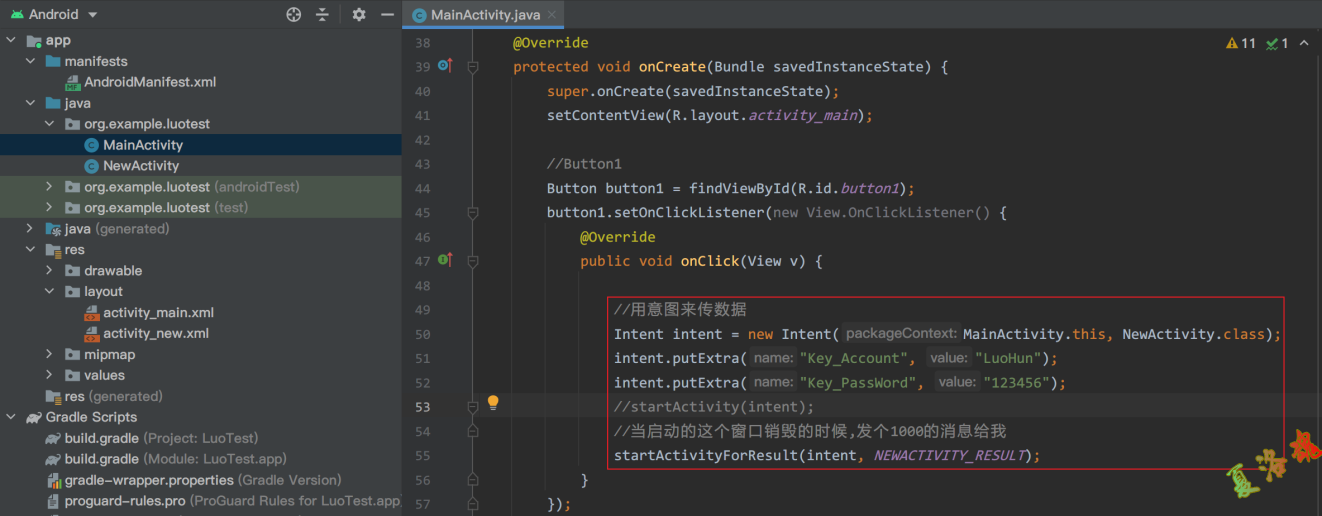 Android
MainActivity.java
app
manifests
AndroidManifest.xml
java
org.example.luotest
MainActivity
NewActivity
org.example.luotest (androidTest)
org.example.luotest (test)
java (generated)
res
drawable
layout
activity_main.xml
activity_new.xml
mipmap
values
res (generated)
Gradle Scripts
build.gradle (Project: LuoTest)
build.gradle (Module: LuoTest.app)
gradle-wrapper.properties (Gradle Version)
proguard-rules.pro (ProGuard Rules for LuoTest.app)
11 1
38 @Override
39 protected void onCreate(Bundle savedInstanceState) {
40 super.onCreate(savedInstanceState);
41 setContentView(R.layout.activity_main);
42
43 //Button1
44 Button button1 = findViewById(R.id.button1);
45 button1.setOnClickListener(new View.OnClickListener() {
46 @Override
47 public void onClick(View v) {
48
49 //用意图来传数据
50 Intent intent = new Intent( packageContext: MainActivity.this, NewActivity.class);
51 intent.putExtra( name: "Key_Account", value: "LuoHun");
52 intent.putExtra( name: "Key_PassWord", value: "123456");
53 //startActivity(intent);
54 //当启动的这个窗口销毁的时候,发个1000的消息给我
55 startActivityForResult(intent, NEWACTIVITY_RESULT);
56 }
57 });